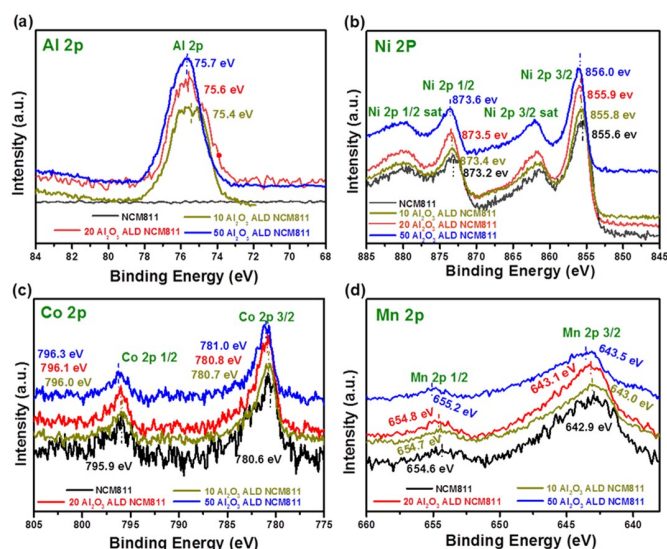 (a)
Al 2p
Al 2p
75.7 eV
75.6 eV
75.4 eV
Intensity (a.u.)
NCM811
10 Al2O3 ALD NCM811
20 Al2O3 ALD NCM811
50 Al2O3 ALD NCM811
84 82 80 78 76 74 72 70 68
Binding Energy (eV)
(b)
Ni 2P
Ni 2p 3/2
856.0 eV
Ni 2p 1/2
873.6 eV
855.9 eV
Ni 2p 1/2 sat
Ni 2p 3/2 sat
855.8 eV
873.5 eV
855.6 eV
873.4 eV
873.2 eV
Intensity (a.u.)
NCM811
10 Al2O3 ALD NCM811
20 Al2O3 ALD NCM811
50 Al2O3 ALD NCM811
885 880 875 870 865 860 855 850 845
Binding Energy (eV)
(c)
Co 2p
Co 2p 3/2
796.3 eV
Co 2p 1/2
781.0 eV
796.1 eV
780.8 eV
796.0 eV
780.7 eV
795.9 eV
780.6 eV
Intensity (a.u.)
NCM811
10 Al2O3 ALD NCM811
20 Al2O3 ALD NCM811
50 Al2O3 ALD NCM811
805 800 795 790 785 780 775
Binding Energy (eV)
(d)
Mn 2p
Mn 2p 3/2
Mn 2p 1/2
643.5 eV
643.1 eV
655.2 eV
643.0 eV
654.8 eV
654.7 eV
642.9 eV
654.6 eV
Intensity (a.u.)
NCM811
10 Al2O3 ALD NCM811
20 Al2O3 ALD NCM811
50 Al2O3 ALD NCM811
660 655 650 645 640
Binding Energy (eV)